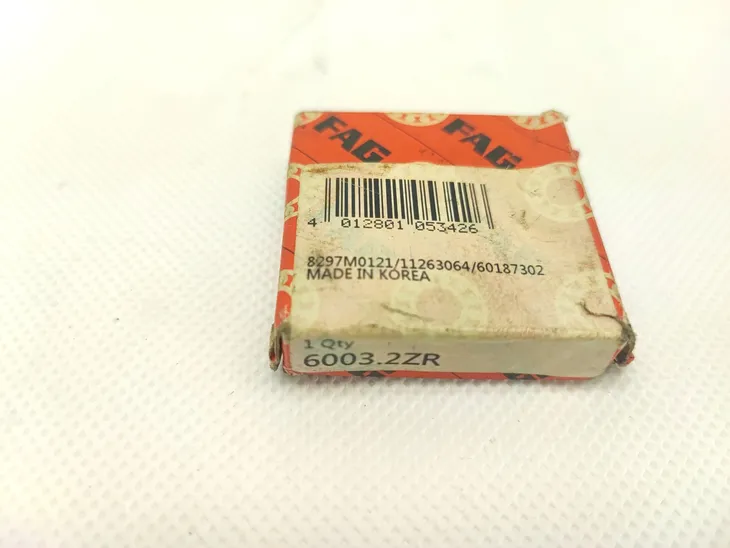 FAG FAG
4 012801 053426
8297M0121/11263064/60187302
MADE IN KOREA
1 Qty
6003.2ZR